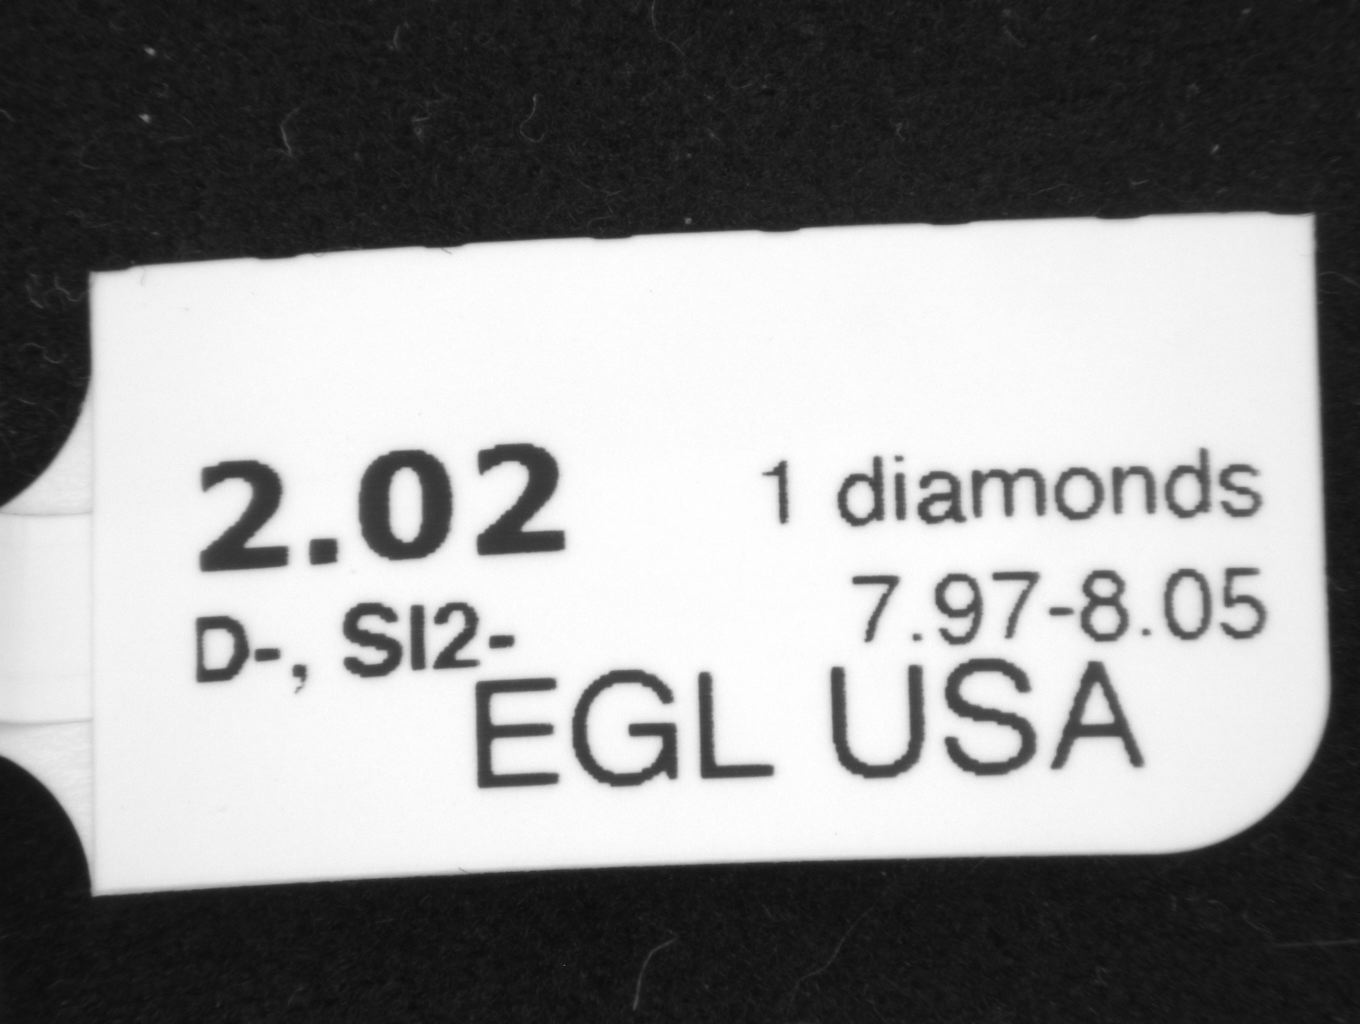 2.02 1 diamonds
D-, SI2- 7.97-8.05
EGL USA